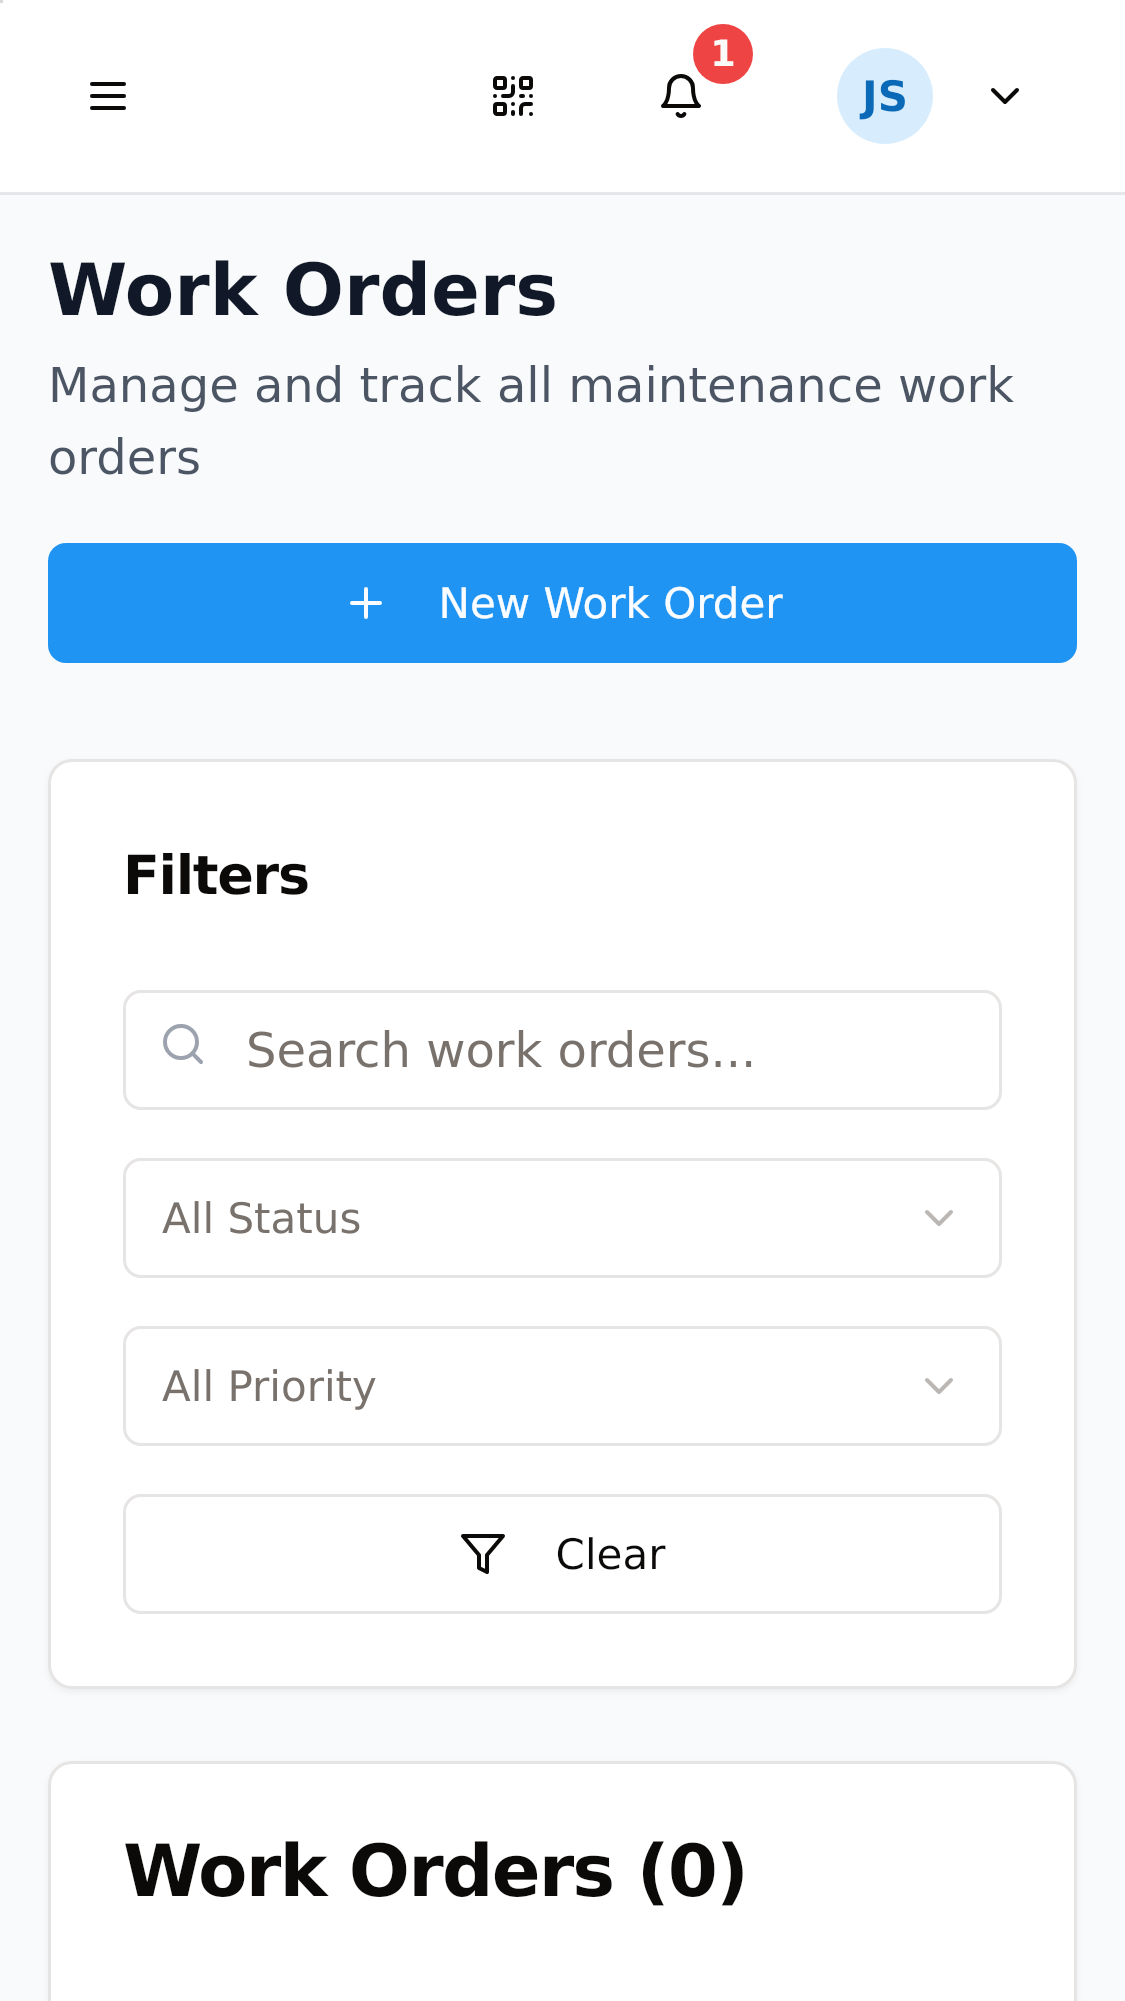 1
JS
Work Orders
Manage and track all maintenance work
orders
New Work Order
Filters
Search work orders...
All Status
All Priority
Clear
Work Orders (0)